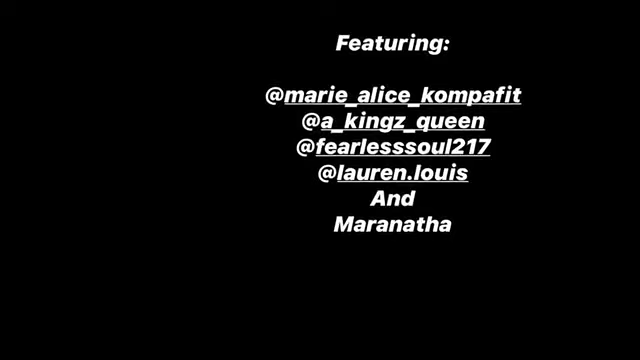 Featuring:
@marie_alice_kompafit
@a_kingz_queen
@fearlesssoul217
@lauren.louis
And
Maranatha